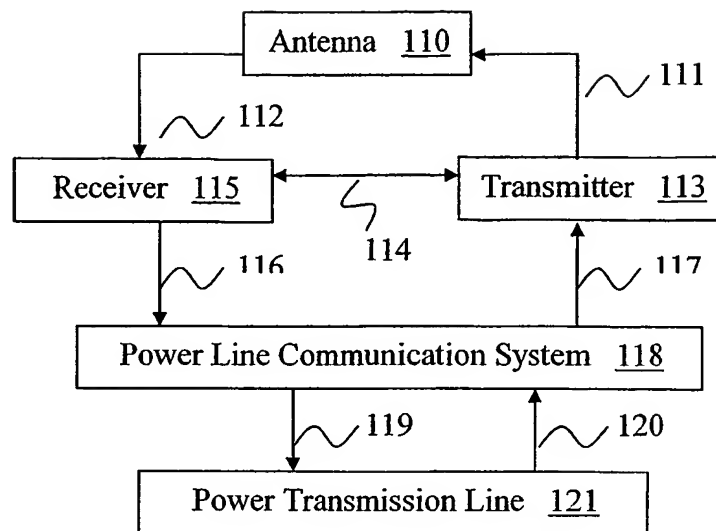 Antenna 110
111
112
Receiver 115
Transmitter 113
114
116
117
Power Line Communication System 118
119
120
Power Transmission Line 121